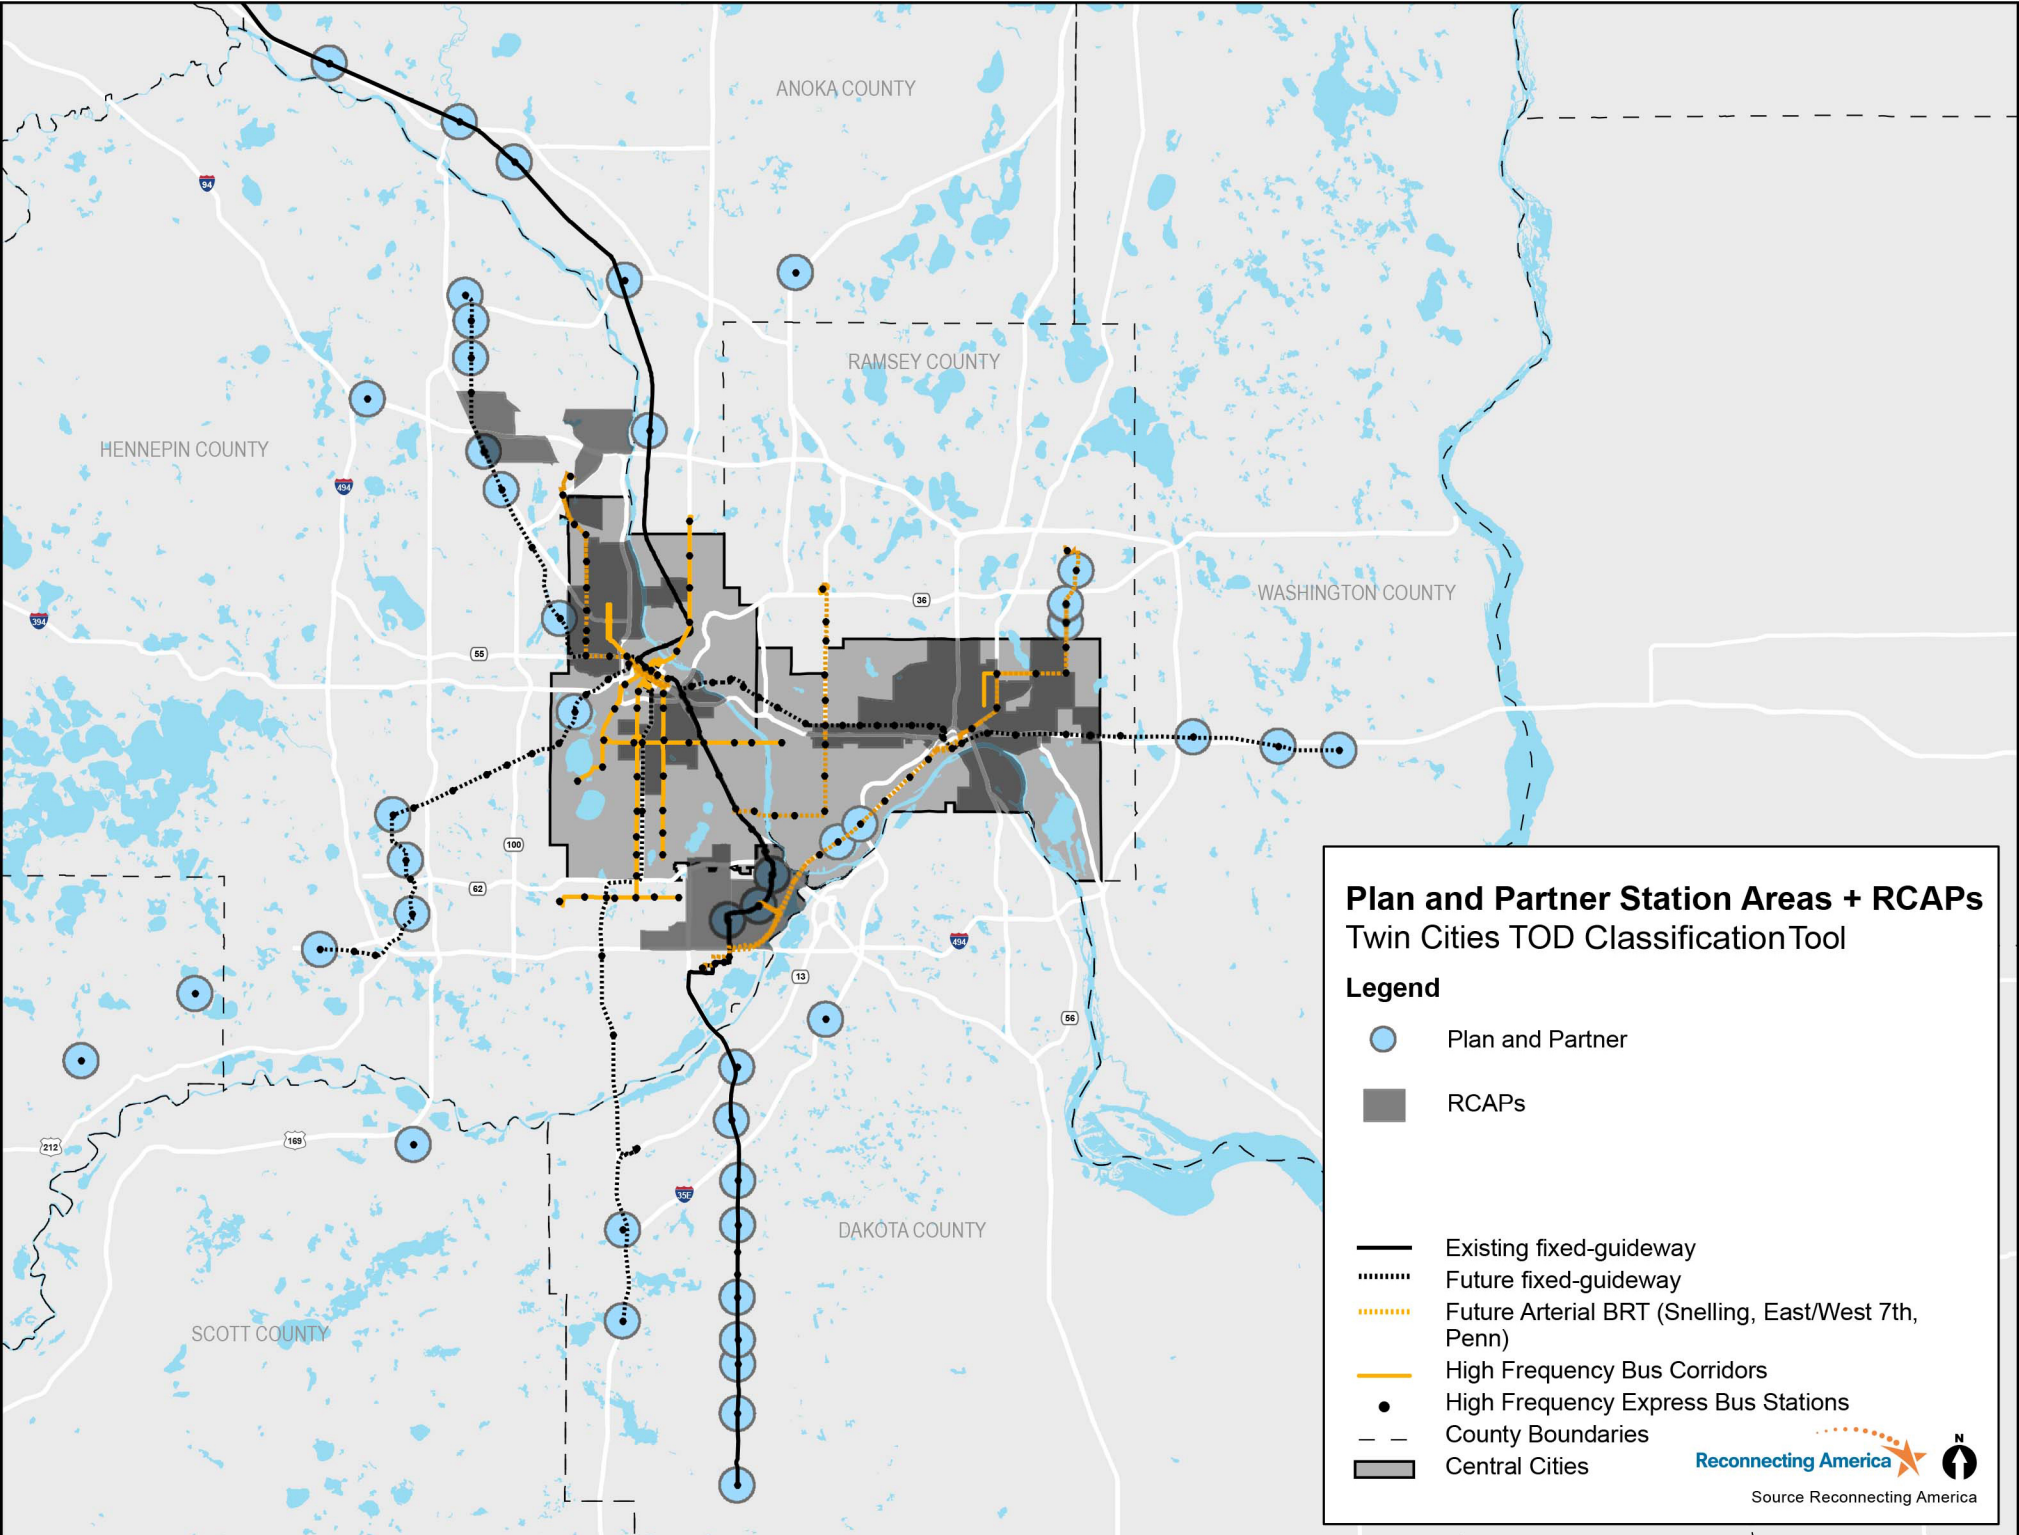 ANOKA COUNTY
94
RAMSEY COUNTY
HENNEPIN COUNTY
494
WASHINGTON COUNTY
36
394
55
100
62
494
13
56
212
169
35E
DAKOTA COUNTY
SCOTT COUNTY
Plan and Partner Station Areas + RCAPs
Twin Cities TOD Classification Tool
Legend
Plan and Partner
RCAPs
Existing fixed-guideway
Future fixed-guideway
Future Arterial BRT (Snelling, East/West 7th,
Penn)
High Frequency Bus Corridors
High Frequency Express Bus Stations
County Boundaries
Central Cities
Reconnecting America
N
Source Reconnecting America